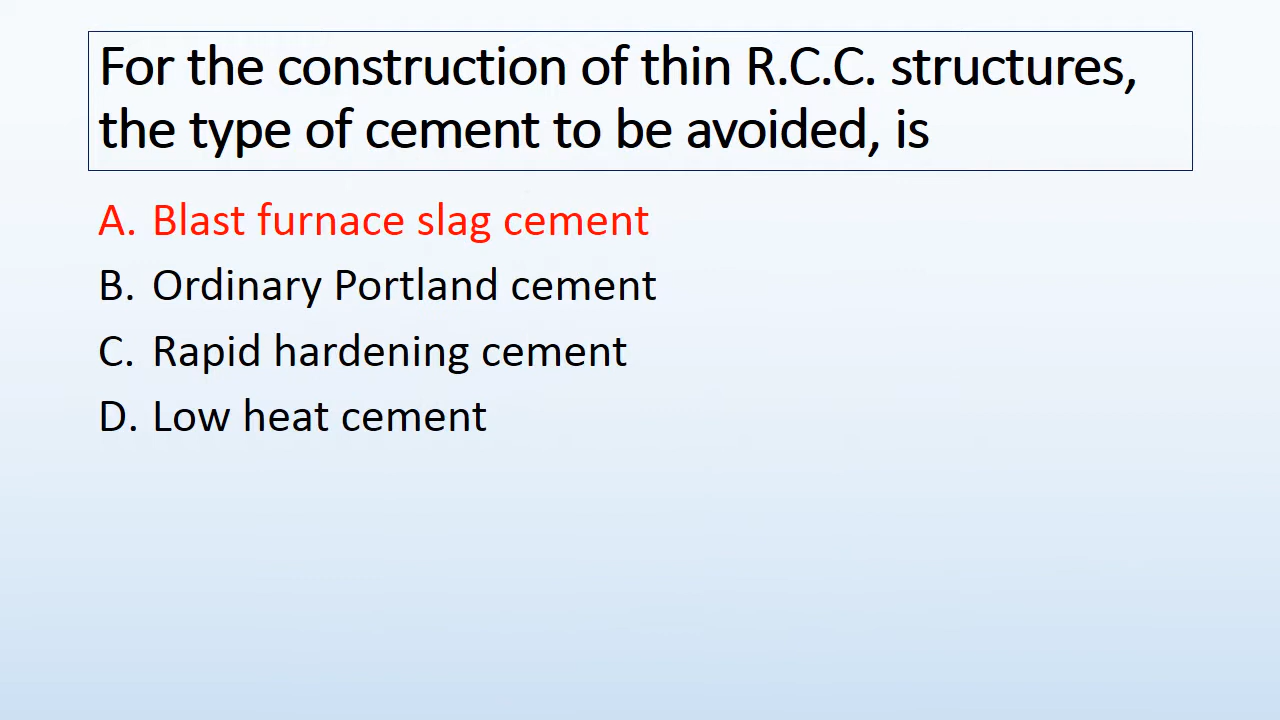 For the construction of thin R.C.C. structures,
the type of cement to be avoided, is
A. Blast furnace slag cement
B. Ordinary Portland cement
C. Rapid hardening cement
D. Low heat cement